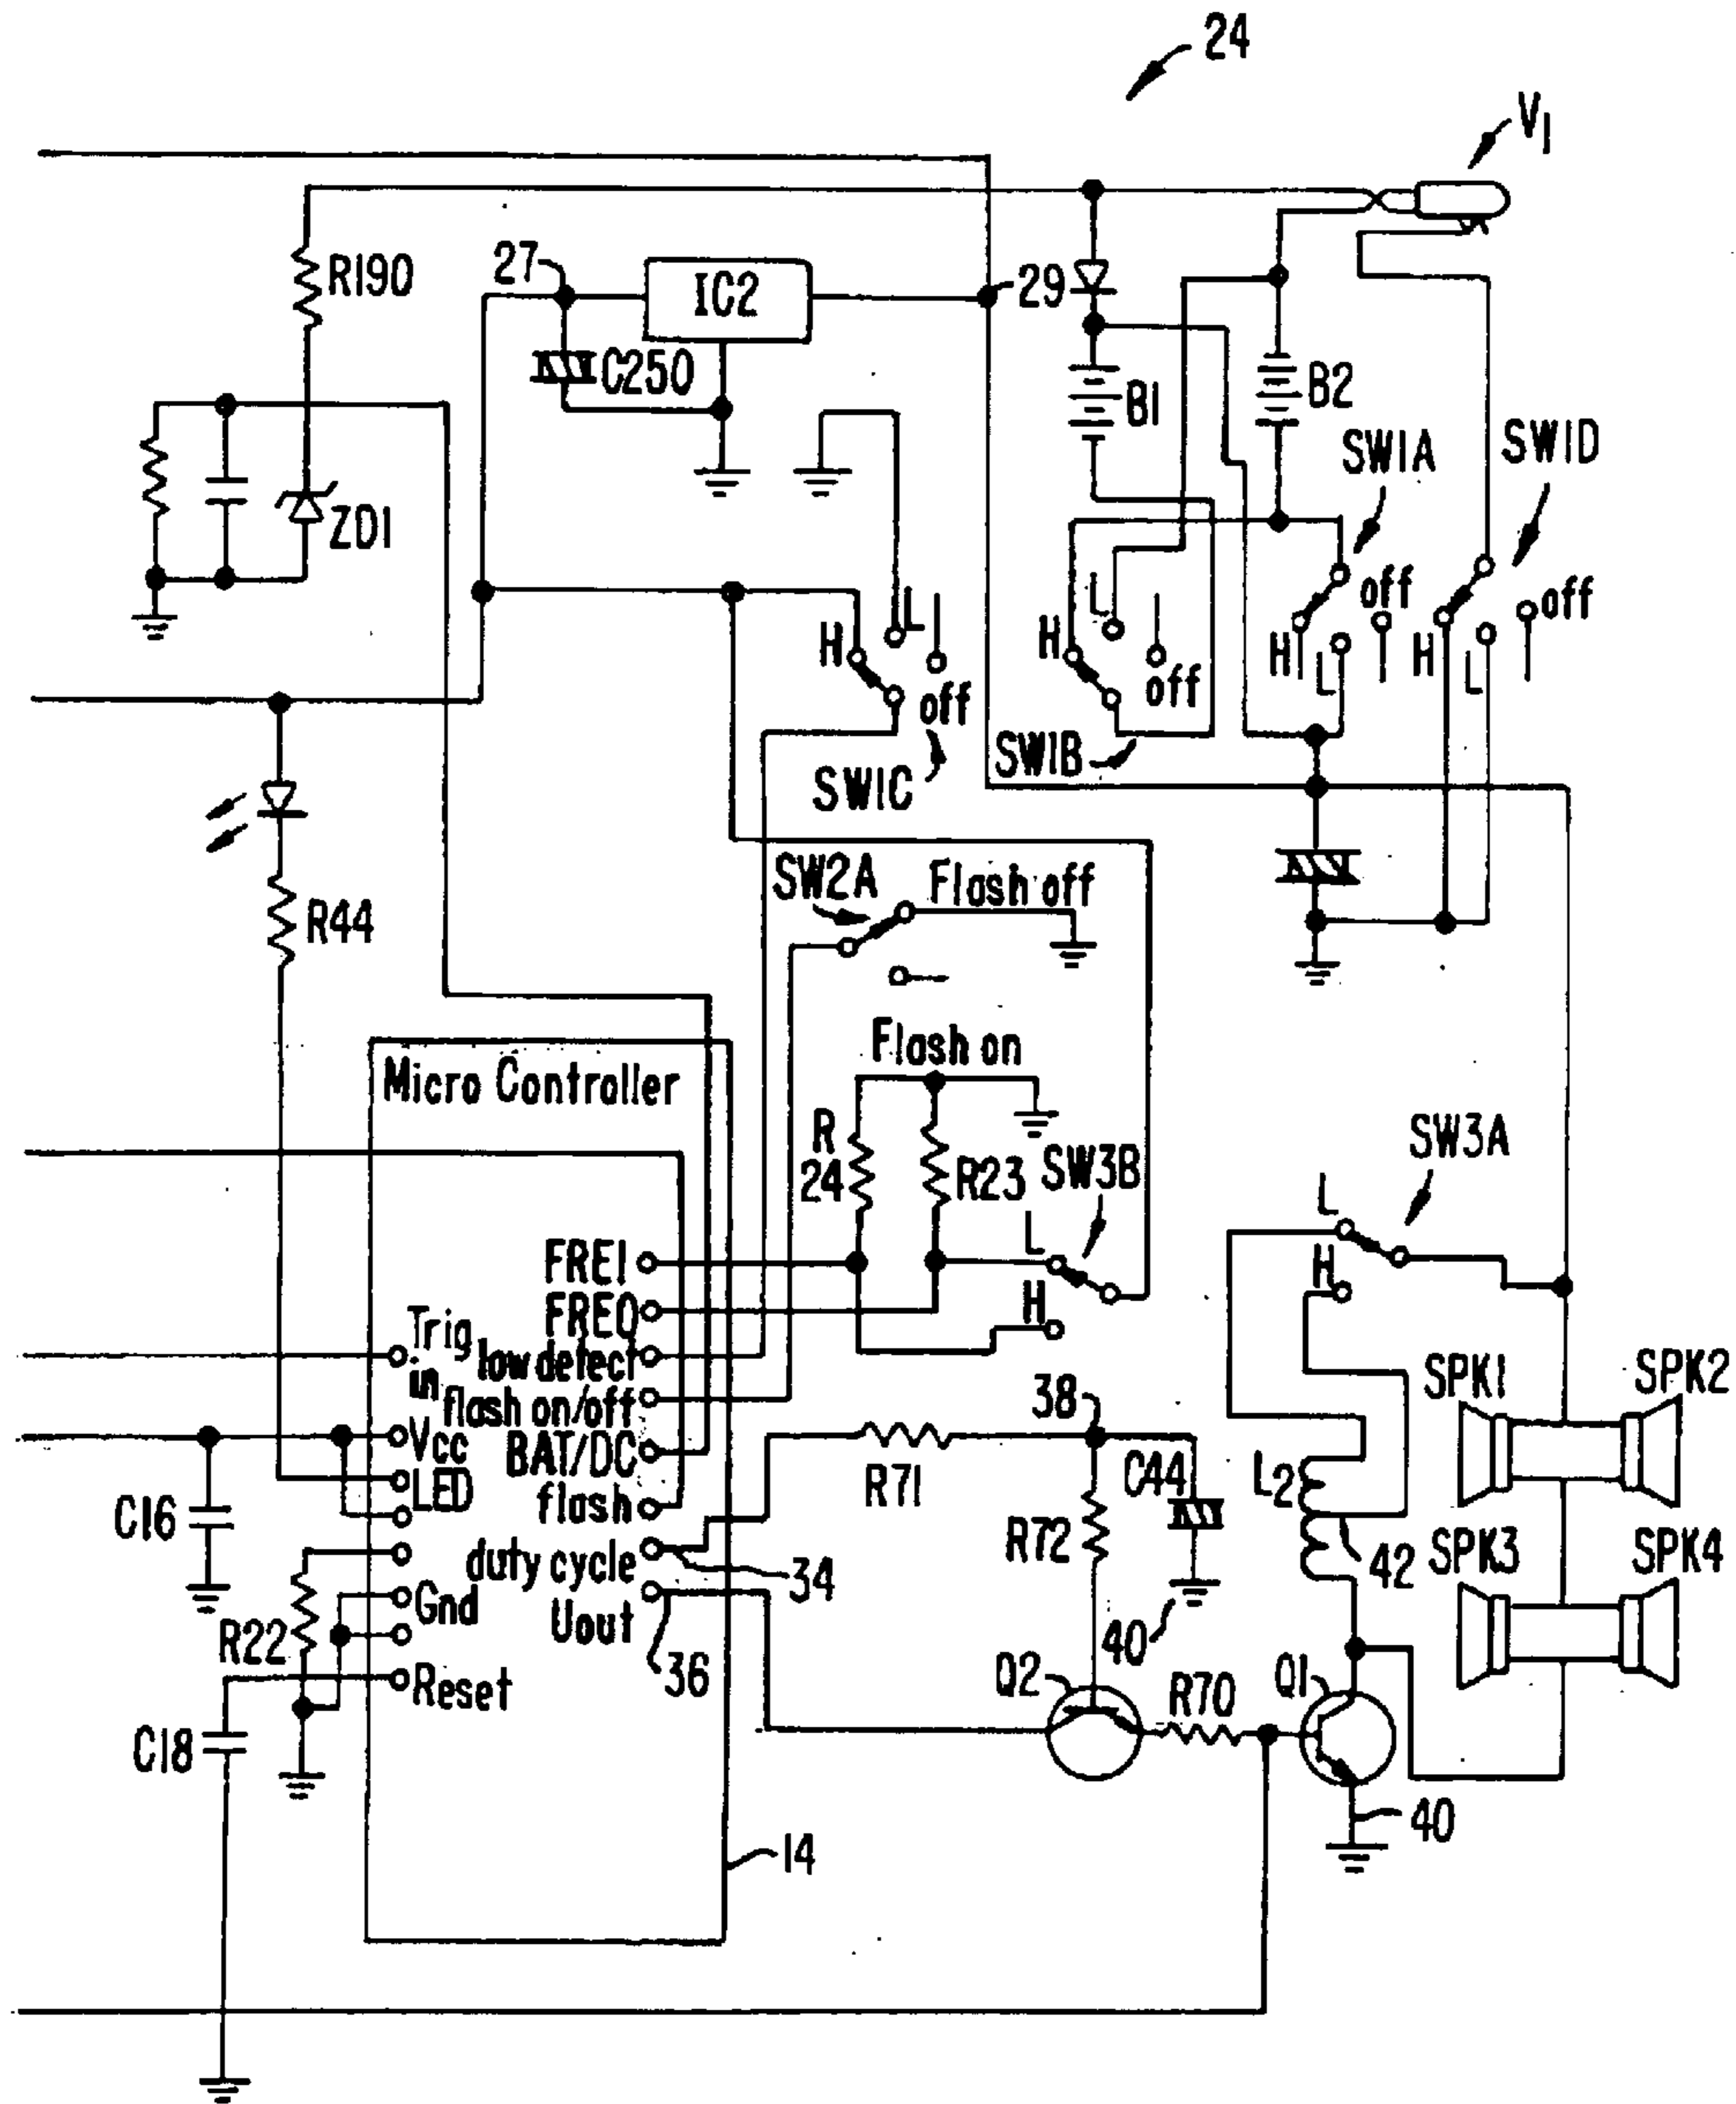 24
V1
R190
27
IC2
29
C250
B1
B2
SW1A
SW1D
ZD1
H
L
off
SW1C
H
L
off
SW1B
H
L
off
H
L
off
R44
SW2A
Flash off
Flash on
Micro Controller
R
24
R23
SW3B
L
H
SW3A
L
H
FRE1
FRE0
Trig
in
low detect
flash on/off
Vcc
BAT/DC
LED
flash
duty cycle
Gnd
Uout
Reset
C16
R22
C18
34
36
14
R71
38
C44
R72
40
Q2
R70
Q1
40
L2
42
SPK1
SPK2
SPK3
SPK4